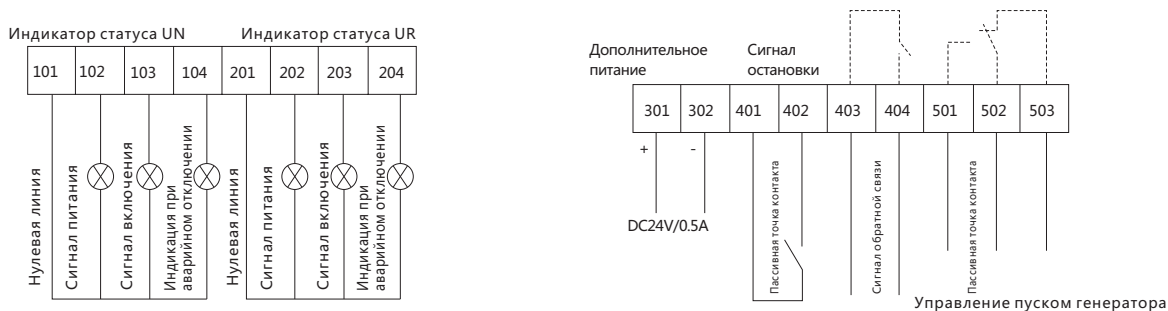 Индикатор статуса UN
Индикатор статуса UR
101 102 103 104 201 202 203 204
Нулевая линия
Сигнал питания
Сигнал включения
Индикация при
аварийном отключении
Нулевая линия
Сигнал питания
Сигнал включения
Индикация при
аварийном отключении
Дополнительное
питание
Сигнал
остановки
301 302 401 402 403 404 501 502 503
+ -
DC24V/0.5A
Пассивная точка контакта
Сигнал обратной связи
Пассивная точка контакта
Управление пуском генератора